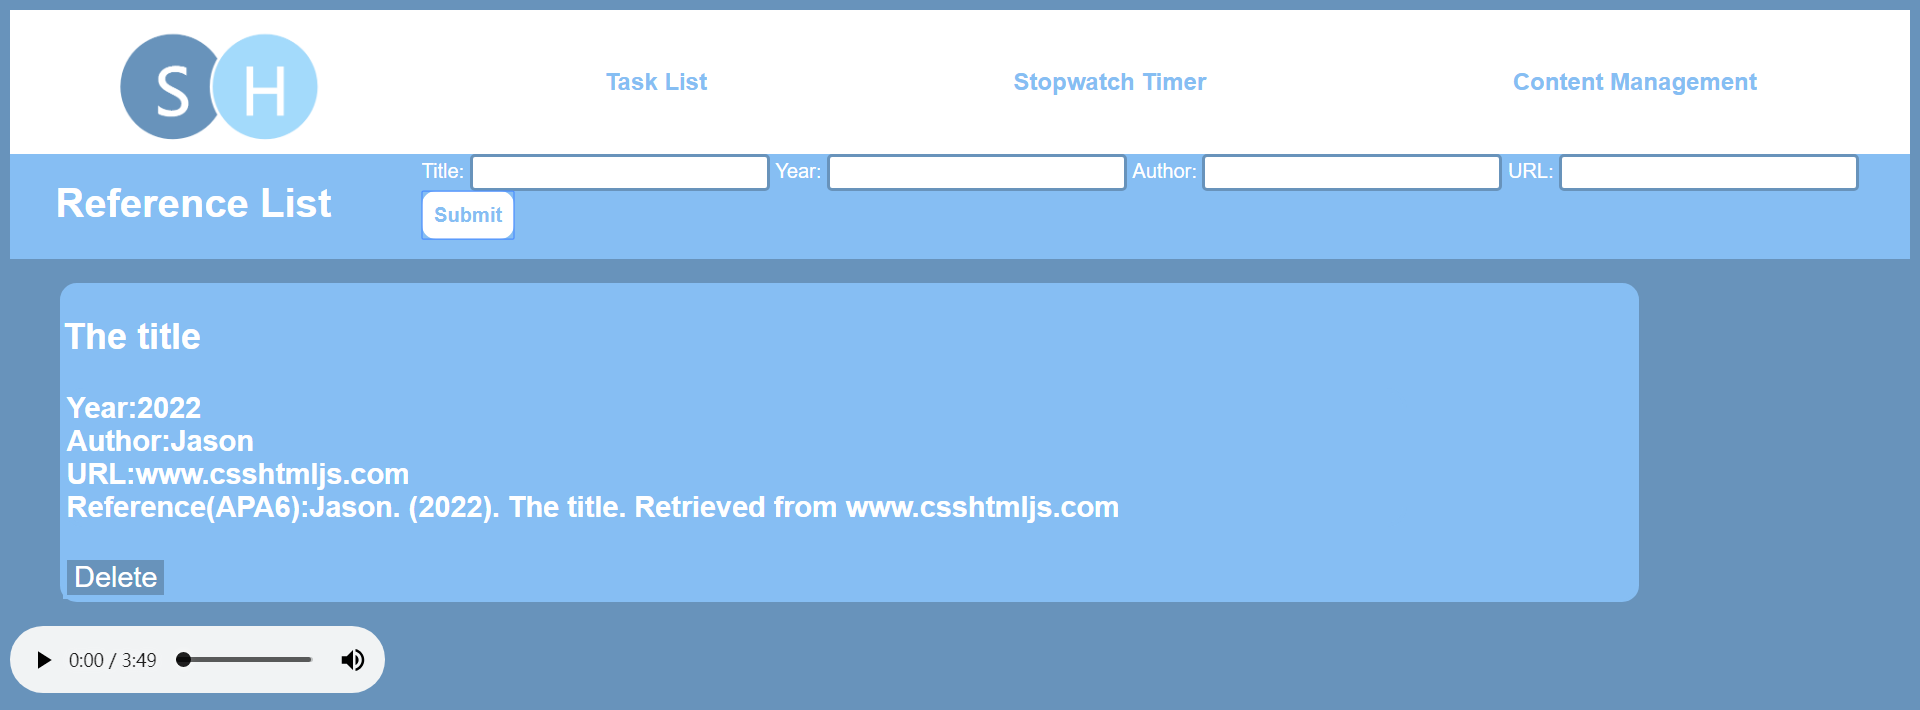 SH
Task List
Stopwatch Timer
Content Management
Reference List
Title:
Year:
Author:
URL:
Submit
The title
Year:2022
Author:Jason
URL:www.csshtmljs.com
Reference(APA6):Jason. (2022). The title. Retrieved from www.csshtmljs.com
Delete
0:00 / 3:49